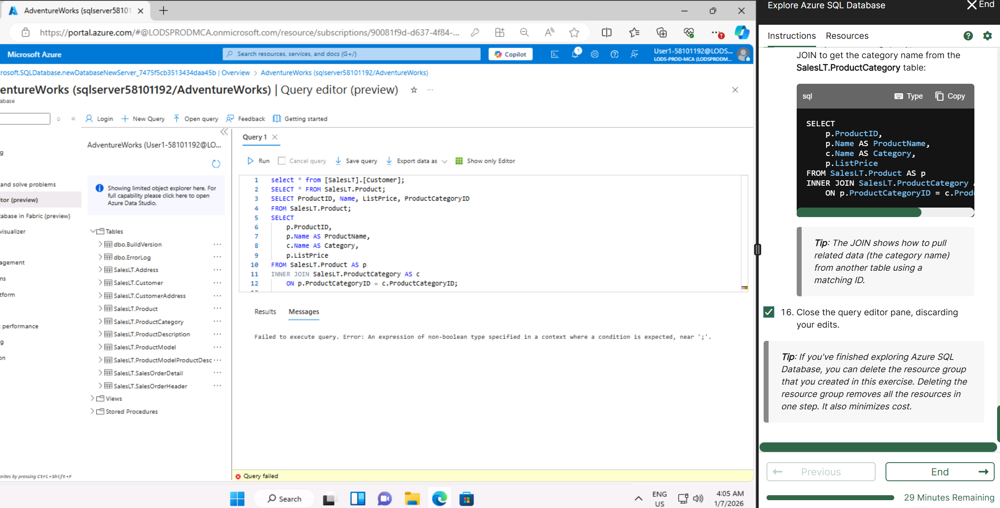 AdventureWorks (sqlserver58101
https://portal.azure.com/#@LODSPRODMCA.onmicrosoft.com/resource/subscriptions/90081f9d-d637-4f84-...
Microsoft Azure
Search resources, services, and docs (G+/)
Copilot
1
User1-58101192@LODS...
LODS-PROD-MCA (LODSPRODM...
rosoft.SQLDatabase.newDatabaseNewServer_7475f5cb3513434daa45b | Overview > AdventureWorks (sqlserver58101192/AdventureWorks)
entureWorks (sqlserver58101192/AdventureWorks) | Query editor (preview)
abase
Login
New Query
Open query
Feedback
Getting started
g
and solve problems
itor (preview)
tabase in Fabric (preview)
visualizer
agement
ns
tform
performance
g
on
orites by pressing Ctrl+Shift+F
AdventureWorks (User1-58101192@LO...
Showing limited object explorer here. For
full capability please click here to open
Azure Data Studio.
Tables
dbo.BuildVersion
dbo.ErrorLog
SalesLT.Address
SalesLT.Customer
SalesLT.CustomerAddress
SalesLT.Product
SalesLT.ProductCategory
SalesLT.ProductDescription
SalesLT.ProductModel
SalesLT.ProductModelProductDesc
SalesLT.SalesOrderDetail
SalesLT.SalesOrderHeader
Views
Stored Procedures
Query 1
Run
Cancel query
Save query
Export data as
Show only Editor
1 select * from [SalesLT].[Customer];
2 SELECT * FROM SalesLT.Product;
3 SELECT ProductID, Name, ListPrice, ProductCategoryID
4 FROM SalesLT.Product;
5 SELECT
6 p.ProductID,
7 p.Name AS ProductName,
8 c.Name AS Category,
9 p.ListPrice
10 FROM SalesLT.Product AS p
11 INNER JOIN SalesLT.ProductCategory AS c
12 ON p.ProductCategoryID = c.ProductCategoryID;
Results
Messages
Failed to execute query. Error: An expression of non-boolean type specified in a context where a condition is expected, near ';'.
Query failed
Search
ENG
US
4:05 AM
1/7/2026
Explore Azure SQL Database
End
Instructions
Resources
JOIN to get the category name from the
SalesLT.ProductCategory table:
sql
Type
Copy
SELECT
p.ProductID,
p.Name AS ProductName,
c.Name AS Category,
p.ListPrice
FROM SalesLT.Product AS p
INNER JOIN SalesLT.ProductCategory
ON p.ProductCategoryID = c.Prod
Tip: The JOIN shows how to pull
related data (the category name)
from another table using a
matching ID.
16. Close the query editor pane, discarding
your edits.
Tip: If you've finished exploring Azure SQL
Database, you can delete the resource group
that you created in this exercise. Deleting the
resource group removes all the resources in
one step. It also minimizes cost.
Previous
End
29 Minutes Remaining